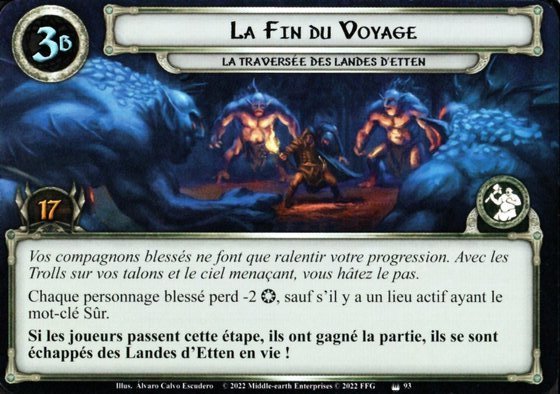 3B
La Fin du Voyage
La traversée des Landes d'Etten
17
Vos compagnons blessés ne font que ralentir votre progression. Avec les
Trolls sur vos talons et le ciel menaçant, vous hâtez le pas.
Chaque personnage blessé perd -2 , sauf s'il y a un lieu actif ayant le
mot-clé Sûr.
Si les joueurs passent cette étape, ils ont gagné la partie, ils se sont
échappés des Landes d'Etten en vie !
Illus. Álvaro Calvo Escudero © 2022 Middle-earth Enterprises © 2022 FFG 93